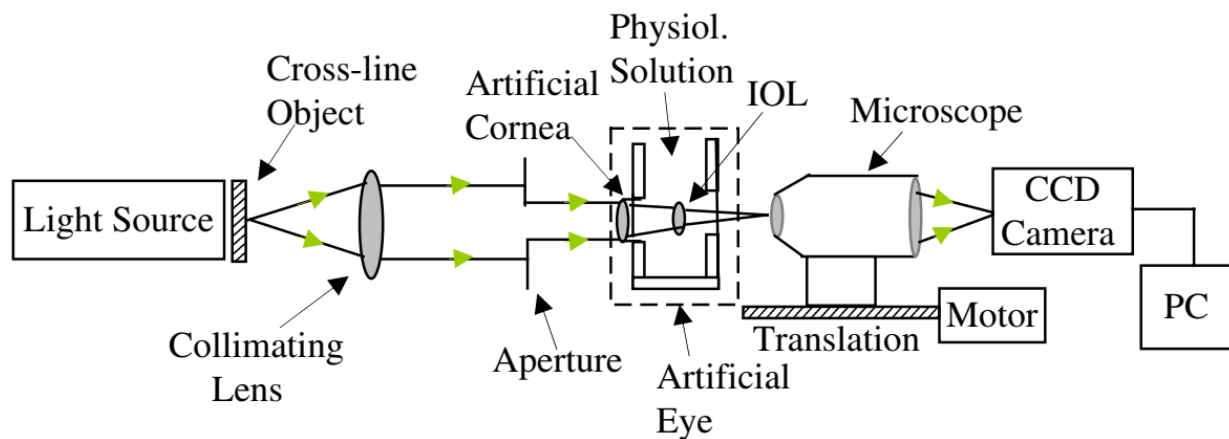 Light Source
Cross-line
Object
Collimating
Lens
Aperture
Artificial
Cornea
Physiol.
Solution
IOL
Artificial
Eye
Microscope
Translation
Motor
CCD
Camera
PC